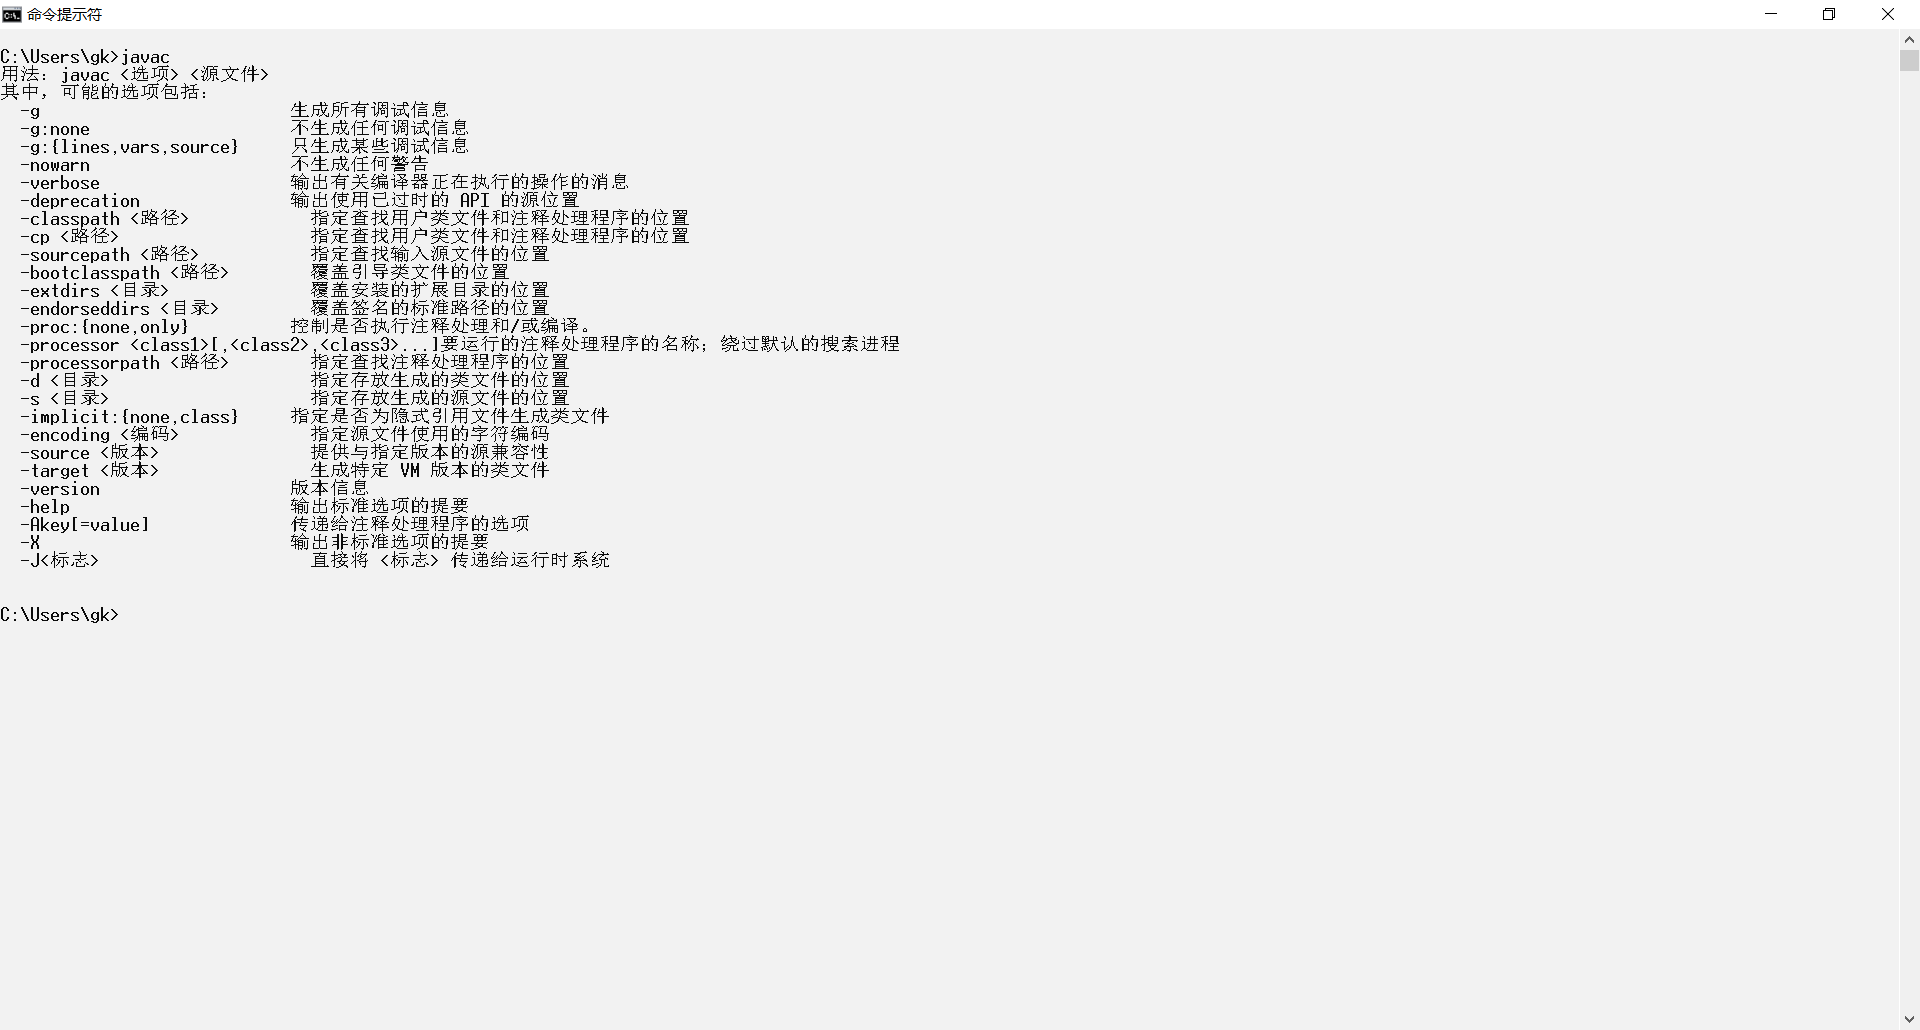 命令提示符
C:\Users\gk>javac
用法: javac <选项> <源文件>
其中, 可能的选项包括:
  -g                         生成所有调试信息
  -g:none                    不生成任何调试信息
  -g:{lines,vars,source}     只生成某些调试信息
  -nowarn                    不生成任何警告
  -verbose                   输出有关编译器正在执行的操作的消息
  -deprecation               输出使用已过时的 API 的源位置
  -classpath <路径>            指定查找用户类文件和注释处理程序的位置
  -cp <路径>                   指定查找用户类文件和注释处理程序的位置
  -sourcepath <路径>           指定查找输入源文件的位置
  -bootclasspath <路径>        覆盖引导类文件的位置
  -extdirs <目录>              覆盖安装的扩展目录的位置
  -endorseddirs <目录>         覆盖签名的标准路径的位置
  -proc:{none,only}          控制是否执行注释处理和/或编译。
  -processor <class1>[,<class2>,<class3>...]要运行的注释处理程序的名称；绕过默认的搜索进程
  -processorpath <路径>        指定查找注释处理程序的位置
  -d <目录>                    指定存放生成的类文件的位置
  -s <目录>                    指定存放生成的源文件的位置
  -implicit:{none,class}     指定是否为隐式引用文件生成类文件
  -encoding <编码>             指定源文件使用的字符编码
  -source <版本>               提供与指定版本的源兼容性
  -target <版本>               生成特定 VM 版本的类文件
  -version                   版本信息
  -help                      输出标准选项的提要
  -Akey[=value]              传递给注释处理程序的选项
  -X                         输出非标准选项的提要
  -J<标志>                     直接将 <标志> 传递给运行时系统
C:\Users\gk>